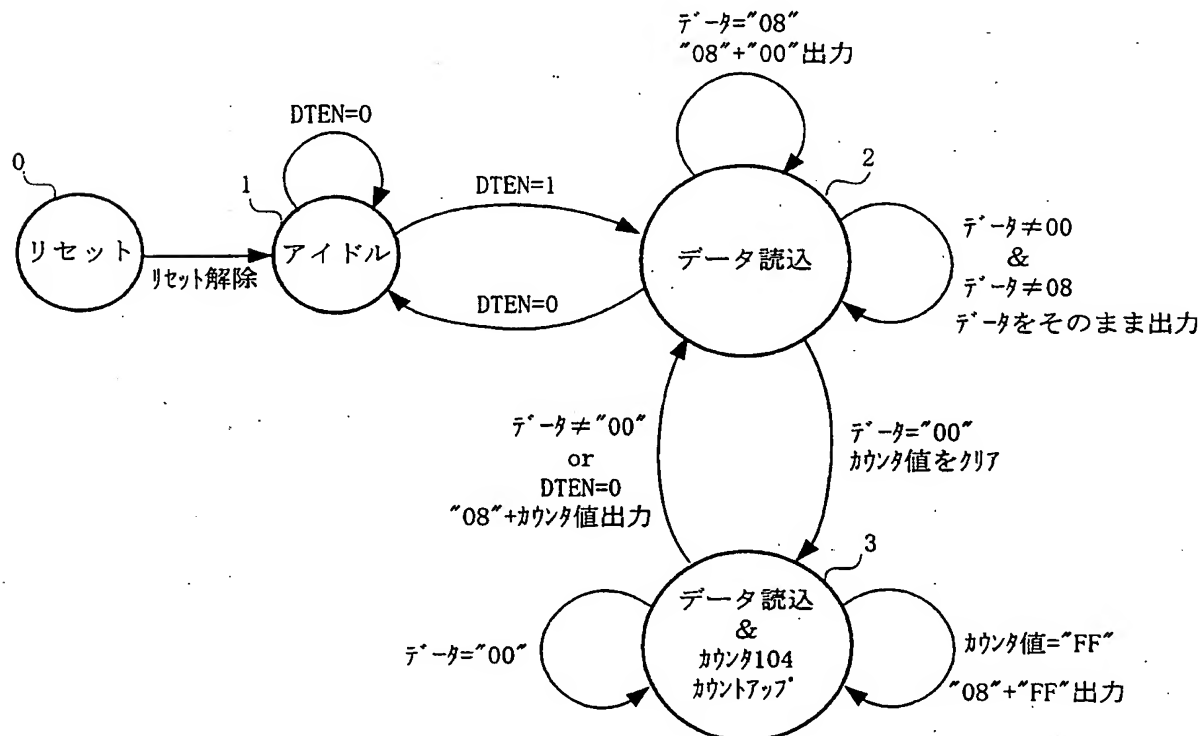 データ="08"
"08"+"00"出力
DTEN=0
0
1
DTEN=1
2
リセット
リセット解除
アイドル
データ読込
データ≠00
&
データ≠08
データをそのまま出力
DTEN=0
データ≠"00"
or
DTEN=0
"08"+カウンタ値出力
データ="00"
カウンタ値をクリア
3
データ読込
&
カウンタ104
カウントアップ
データ="00"
カウンタ値="FF"
"08"+"FF"出力